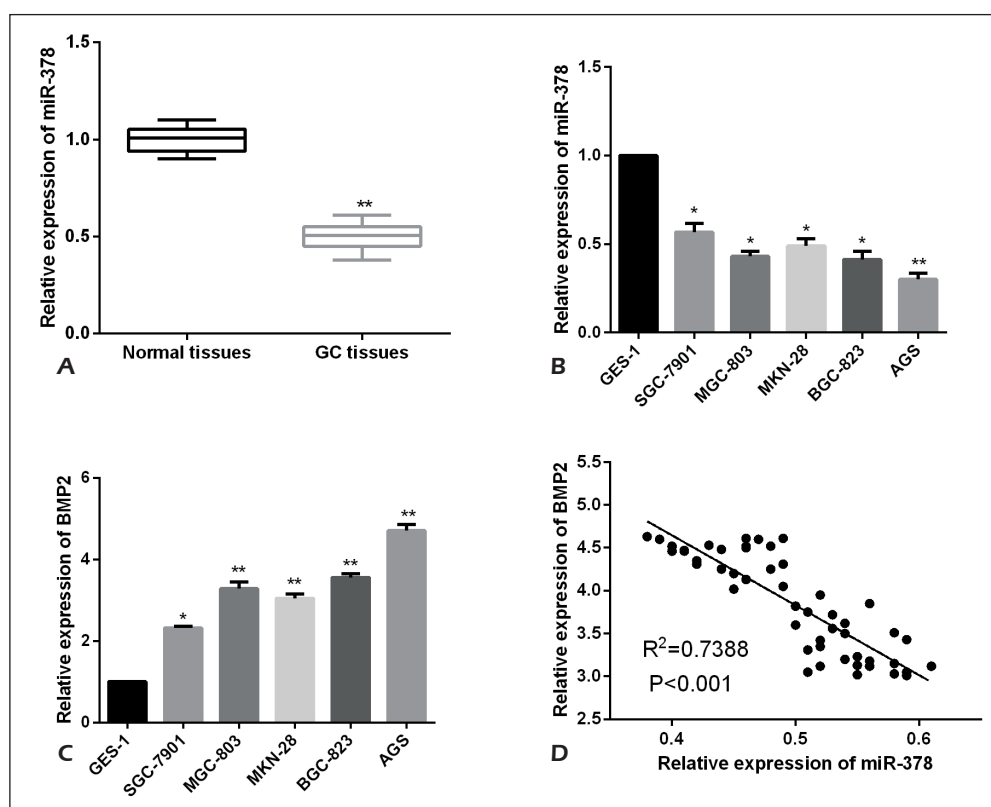 Relative expression of miR-378
1.5
1.0
0.5
0.0
**
Normal tissues
GC tissues
A
Relative expression of miR-378
1.5
1.0
0.5
0.0
*
*
*
*
**
GES-1
SGC-7901
MGC-803
MKN-28
BGC-823
AGS
B
Relative expression of BMP2
6
4
2
0
*
**
**
**
**
GES-1
SGC-7901
MGC-803
MKN-28
BGC-823
AGS
C
Relative expression of BMP2
5.5
5.0
4.5
4.0
3.5
3.0
2.5
R²=0.7388
P<0.001
0.4
0.5
0.6
Relative expression of miR-378
D